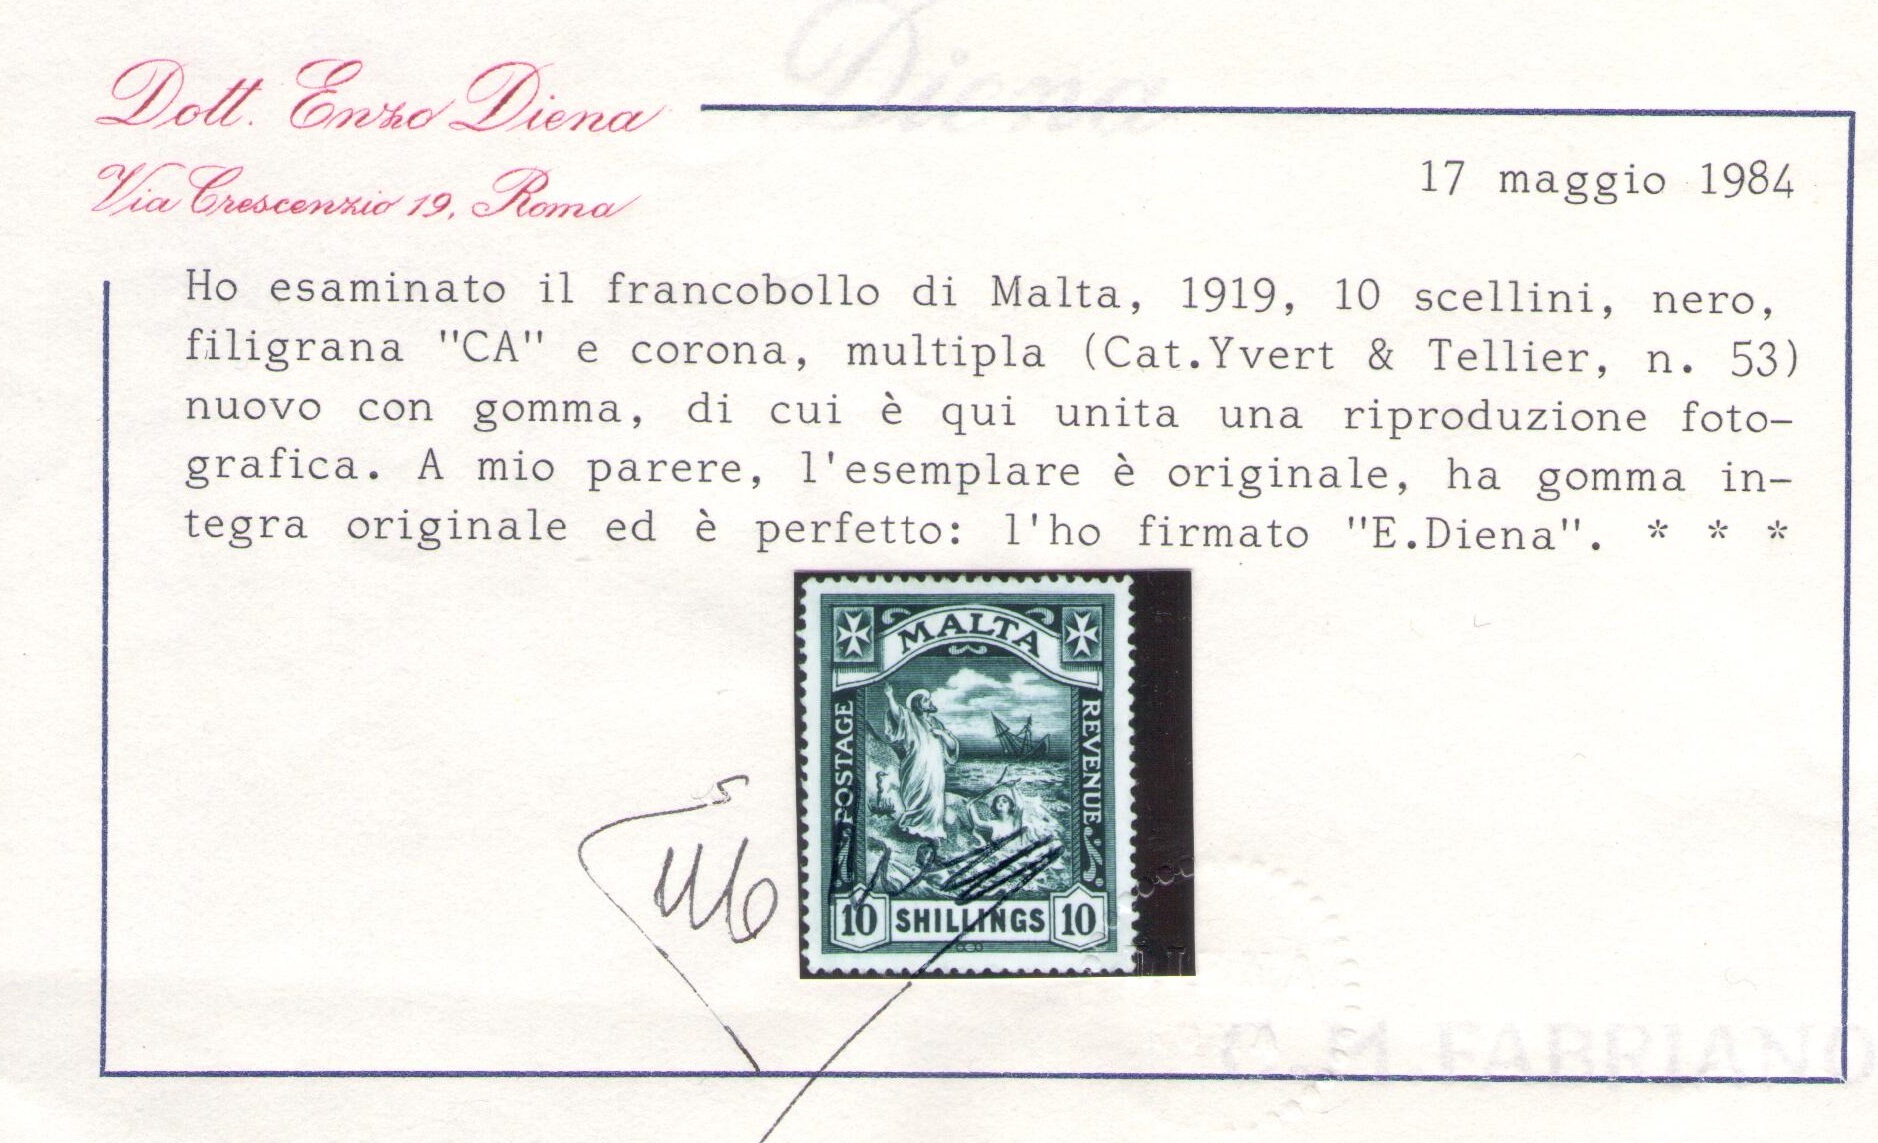 Diena
Dott. Enzo Diena
Via Crescenzio 19, Roma
17 maggio 1984
Ho esaminato il francobollo di Malta, 1919, 10 scellini, nero,
filigrana "CA" e corona, multipla (Cat.Yvert & Tellier, n. 53)
nuovo con gomma, di cui è qui unita una riproduzione foto-
grafica. A mio parere, l'esemplare è originale, ha gomma in-
tegra originale ed è perfetto: l'ho firmato "E.Diena". * * *
MALTA
POSTAGE
REVENUE
10 SHILLINGS 10
FABRIANO